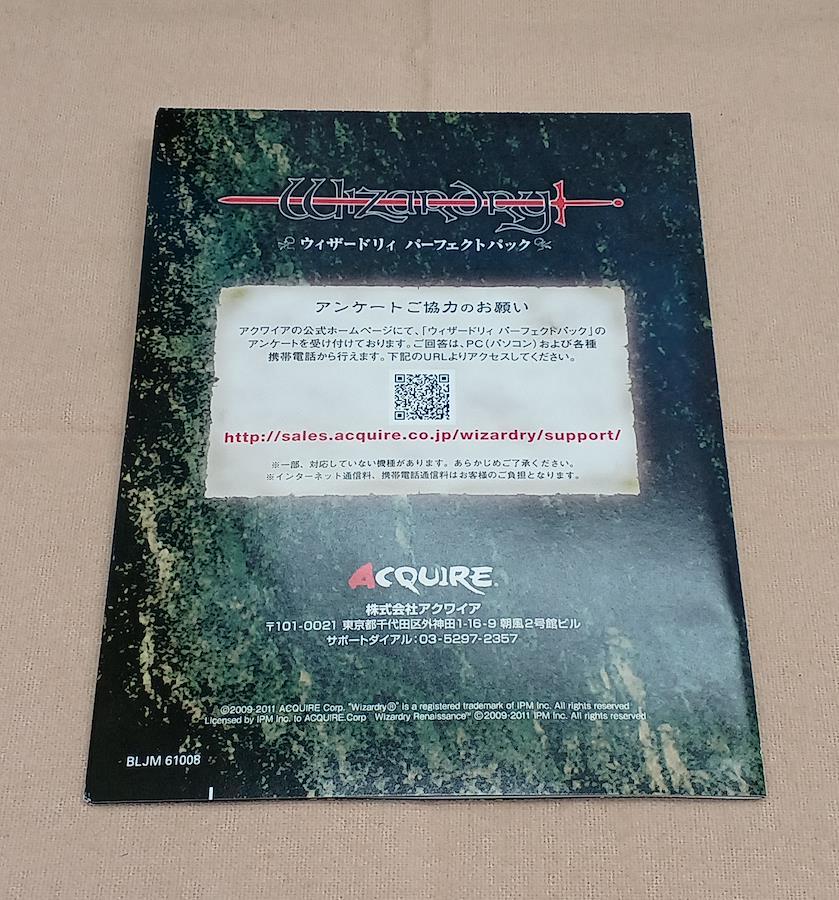 Wizardry
ウィザードリィ パーフェクトパック
アンケートご協力のお願い
アクワイアの公式ホームページにて、「ウィザードリィ パーフェクトパック」の
アンケートを受け付けております。ご回答は、PC(パソコン)および各種
携帯電話から行えます。下記のURLよりアクセスしてください。
http://sales.acquire.co.jp/wizardry/support/
※一部、対応していない機種があります。あらかじめご了承ください。
※インターネット通信料、携帯電話通信料はお客様のご負担となります。
ACQUIRE
株式会社アクワイア
〒101-0021 東京都千代田区外神田1-16-9 朝風2号館ビル
サポートダイアル:03-5297-2357
©2009-2011 ACQUIRE Corp. "Wizardry®" is a registered trademark of IPM Inc. All rights reserved
Licensed by IPM Inc. to ACQUIRE.Corp Wizardry Renaissance™ ©2009-2011 IPM Inc. All rights reserved
BLJM 61008